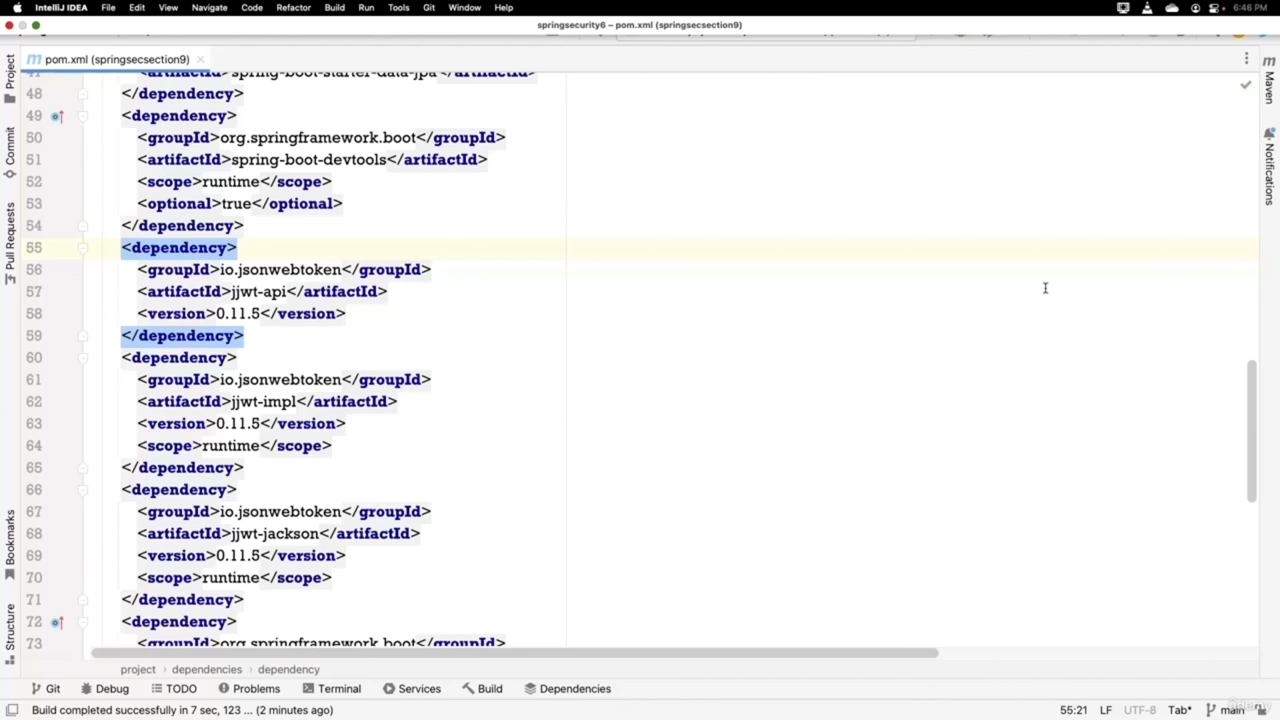 IntelliJ IDEA File Edit View Navigate Code Refactor Build Run Tools Git Window Help 6:46 PM
springsecurity6 – pom.xml (springsecsection9)
pom.xml (springsecsection9)
Project
Commit
Pull Requests
Bookmarks
Structure
Maven
Notifications
47 <artifactId>spring-boot-starter-data-jpa</artifactId>
48 </dependency>
49 <dependency>
50 <groupId>org.springframework.boot</groupId>
51 <artifactId>spring-boot-devtools</artifactId>
52 <scope>runtime</scope>
53 <optional>true</optional>
54 </dependency>
55 <dependency>
56 <groupId>io.jsonwebtoken</groupId>
57 <artifactId>jjwt-api</artifactId>
58 <version>0.11.5</version>
59 </dependency>
60 <dependency>
61 <groupId>io.jsonwebtoken</groupId>
62 <artifactId>jjwt-impl</artifactId>
63 <version>0.11.5</version>
64 <scope>runtime</scope>
65 </dependency>
66 <dependency>
67 <groupId>io.jsonwebtoken</groupId>
68 <artifactId>jjwt-jackson</artifactId>
69 <version>0.11.5</version>
70 <scope>runtime</scope>
71 </dependency>
72 <dependency>
73 <groupId>org.springframework.boot</groupId>
project › dependencies › dependency
Git Debug TODO Problems Terminal Services Build Dependencies
Build completed successfully in 7 sec, 123 ... (2 minutes ago) 55:21 LF UTF-8 Tab* main